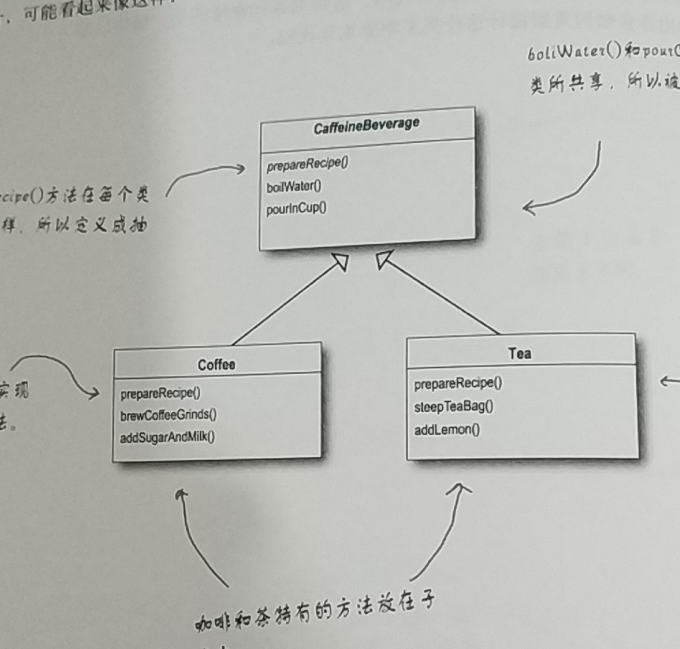 ，可能看起来像这样：
boliWater()和pourC
类所共享，所以被
CaffeineBeverage
prepareRecipe()
boilWater()
pourInCup()
ecipe()方法在每个类
样，所以定义成抽
Coffee
prepareRecipe()
brewCoffeeGrinds()
addSugarAndMilk()
Tea
prepareRecipe()
steepTeaBag()
addLemon()
实现
法。
咖啡和茶特有的方法放在子